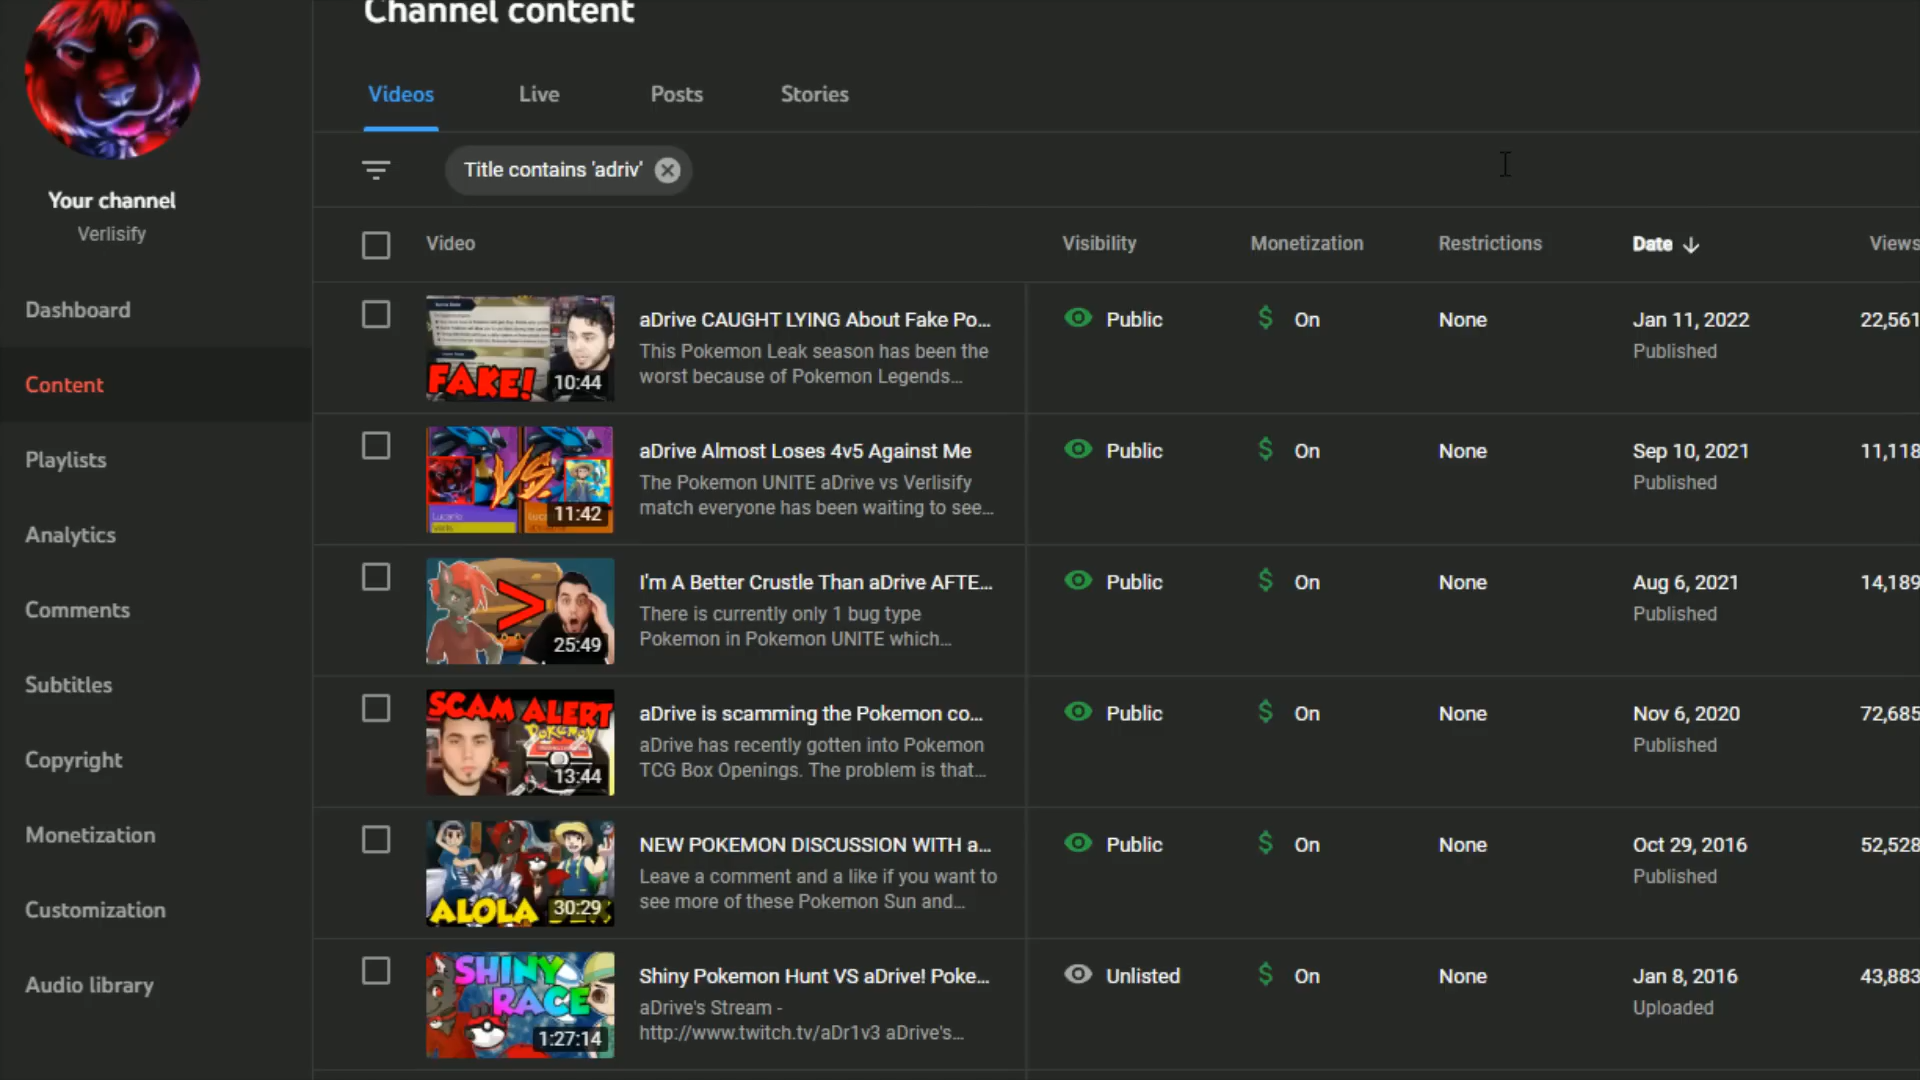 Channel content
Videos
Live
Posts
Stories
Title contains 'adriv'
Your channel
Verlisify
Dashboard
Content
Playlists
Analytics
Comments
Subtitles
Copyright
Monetization
Customization
Audio library
Video
Visibility
Monetization
Restrictions
Date
Views
FAKE!
10:44
aDrive CAUGHT LYING About Fake Po...
This Pokemon Leak season has been the
worst because of Pokemon Legends...
Public
$ On
None
Jan 11, 2022
Published
22,561
VS
Lucario
11:42
aDrive Almost Loses 4v5 Against Me
The Pokemon UNITE aDrive vs Verlisify
match everyone has been waiting to see...
Public
$ On
None
Sep 10, 2021
Published
11,118
>
25:49
I'm A Better Crustle Than aDrive AFTE...
There is currently only 1 bug type
Pokemon in Pokemon UNITE which...
Public
$ On
None
Aug 6, 2021
Published
14,189
SCAM ALERT
POKEMON
13:44
aDrive is scamming the Pokemon co...
aDrive has recently gotten into Pokemon
TCG Box Openings. The problem is that...
Public
$ On
None
Nov 6, 2020
Published
72,685
ALOLA
30:29
NEW POKEMON DISCUSSION WITH a...
Leave a comment and a like if you want to
see more of these Pokemon Sun and...
Public
$ On
None
Oct 29, 2016
Published
52,528
SHINY
RACE
1:27:14
Shiny Pokemon Hunt VS aDrive! Poke...
aDrive's Stream -
http://www.twitch.tv/aDr1v3 aDrive's...
Unlisted
$ On
None
Jan 8, 2016
Uploaded
43,883